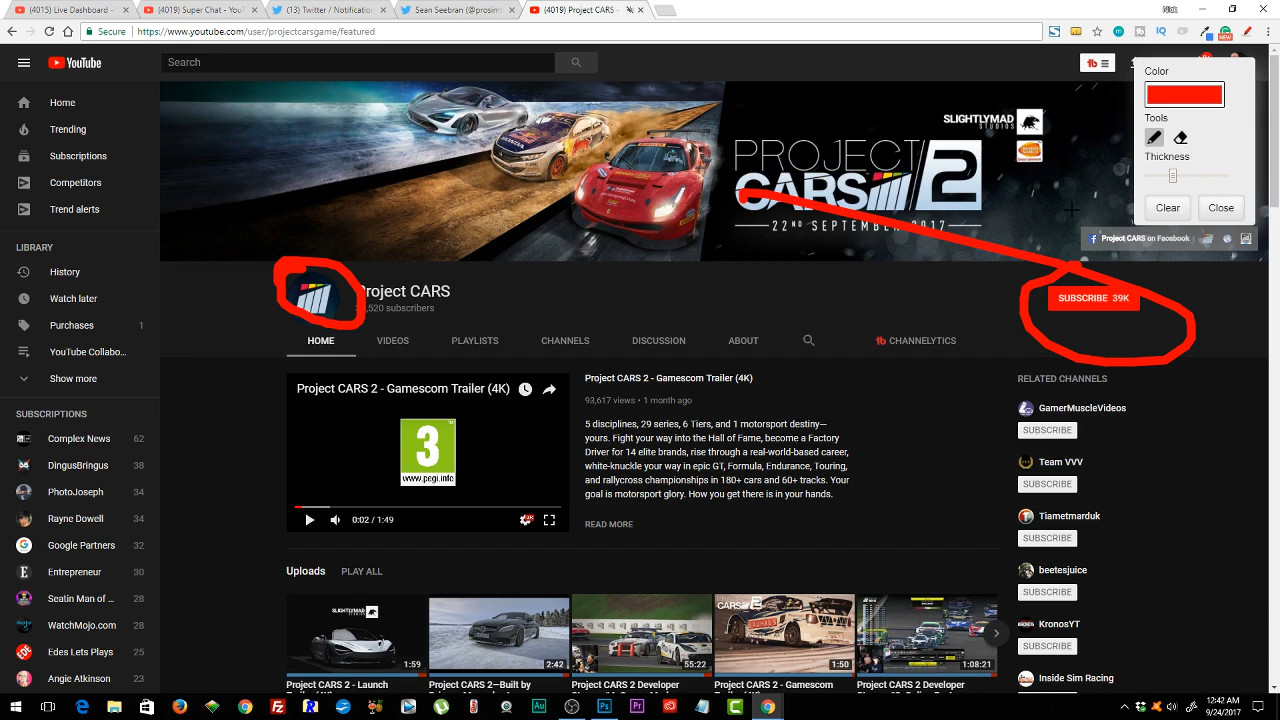 (4015) Live Dashboard -
(4019) Super Chat - YouT
(13) Twitter / Notification
Sean Seeber (@prosim
(4019) Project CARS -
Nick
Secure
https://www.youtube.com/user/projectcarsgame/featured
NEW
YouTube
Search
tb
Color
Tools
Thickness
Clear
Close
SLIGHTLYMAD
STUDIOS
PROJECT
CARS 2
22ND SEPTEMBER 2017
Project CARS on Facebook
Home
Trending
Subscriptions
Competitors
Trend alerts
LIBRARY
History
Watch later
Purchases 1
YouTube Collabo...
Show more
SUBSCRIPTIONS
Complex News 62
DIngusBringus 38
PhotoJoseph 34
Rayne Dowell 34
Google Partners 32
Entrepreneur 30
Seatin Man of ... 28
WatchMojo.com 28
Edes Lets Plays 25
Angie Atkinson 23
Project CARS
,520 subscribers
SUBSCRIBE 39K
HOME
VIDEOS
PLAYLISTS
CHANNELS
DISCUSSION
ABOUT
tb CHANNELYTICS
Project CARS 2 - Gamescom Trailer (4K)
3
www.pegi.info
0:02 / 1:49
Project CARS 2 - Gamescom Trailer (4K)
93,617 views • 1 month ago
5 disciplines, 29 series, 6 Tiers, and 1 motorsport destiny—
yours. Fight your way into the Hall of Fame, become a Factory
Driver for 14 elite brands, rise through a real-world-based career,
white-knuckle your way in epic GT, Formula, Endurance, Touring,
and rallycross championships in 180+ cars and 60+ tracks. Your
goal is motorsport glory. How you get there is in your hands.
READ MORE
RELATED CHANNELS
GamerMuscleVideos
SUBSCRIBE
Team VVV
SUBSCRIBE
Tiametmarduk
SUBSCRIBE
beetesjuice
SUBSCRIBE
KronosYT
SUBSCRIBE
Inside Sim Racing
Uploads
PLAY ALL
SLIGHTLYMAD
1:59
2:42
55:22
CARS 2
1:50
1:08:21
Project CARS 2 - Launch
Project CARS 2—Built by
Project CARS 2 Developer
Project CARS 2 - Gamescom
Project CARS 2 Developer
12:42 AM
9/24/2017